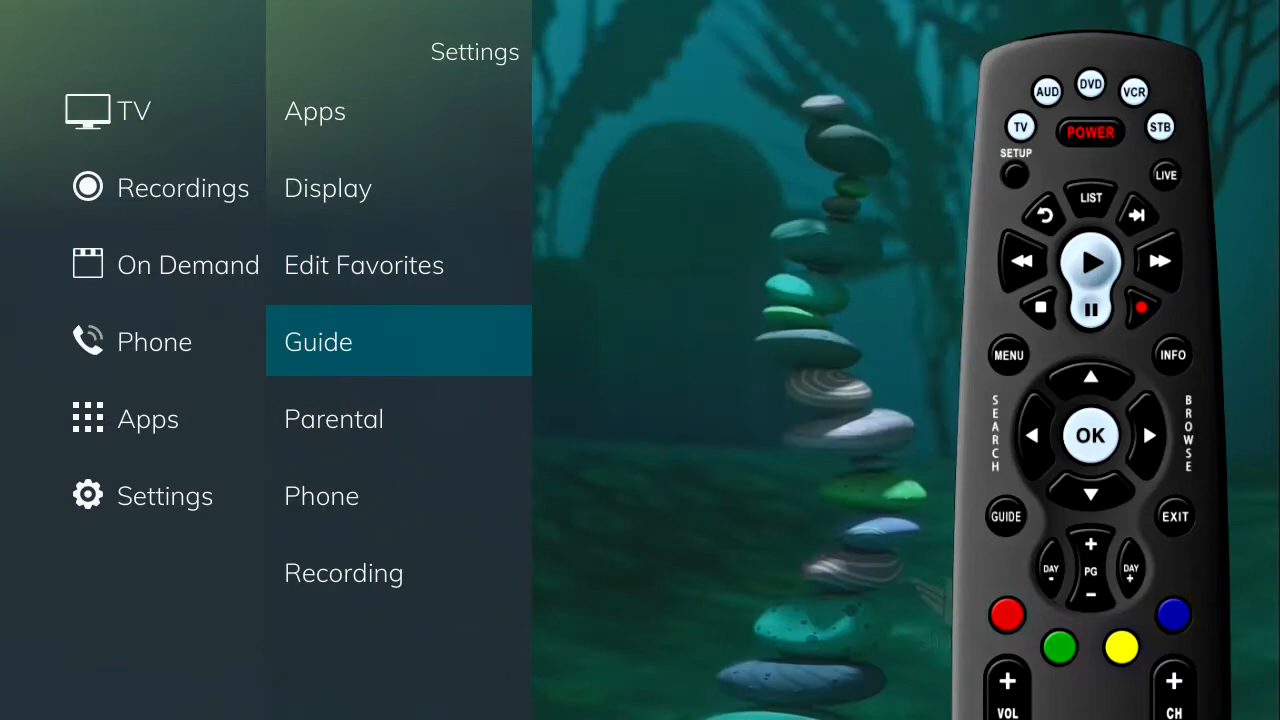 Settings
TV
Recordings
On Demand
Phone
Apps
Settings
Apps
Display
Edit Favorites
Guide
Parental
Phone
Recording
AUD
DVD
VCR
TV
POWER
STB
SETUP
LIVE
LIST
MENU
INFO
SEARCH
BROWSE
OK
GUIDE
EXIT
DAY
-
+
PG
-
DAY
+
+
VOL
+
CH